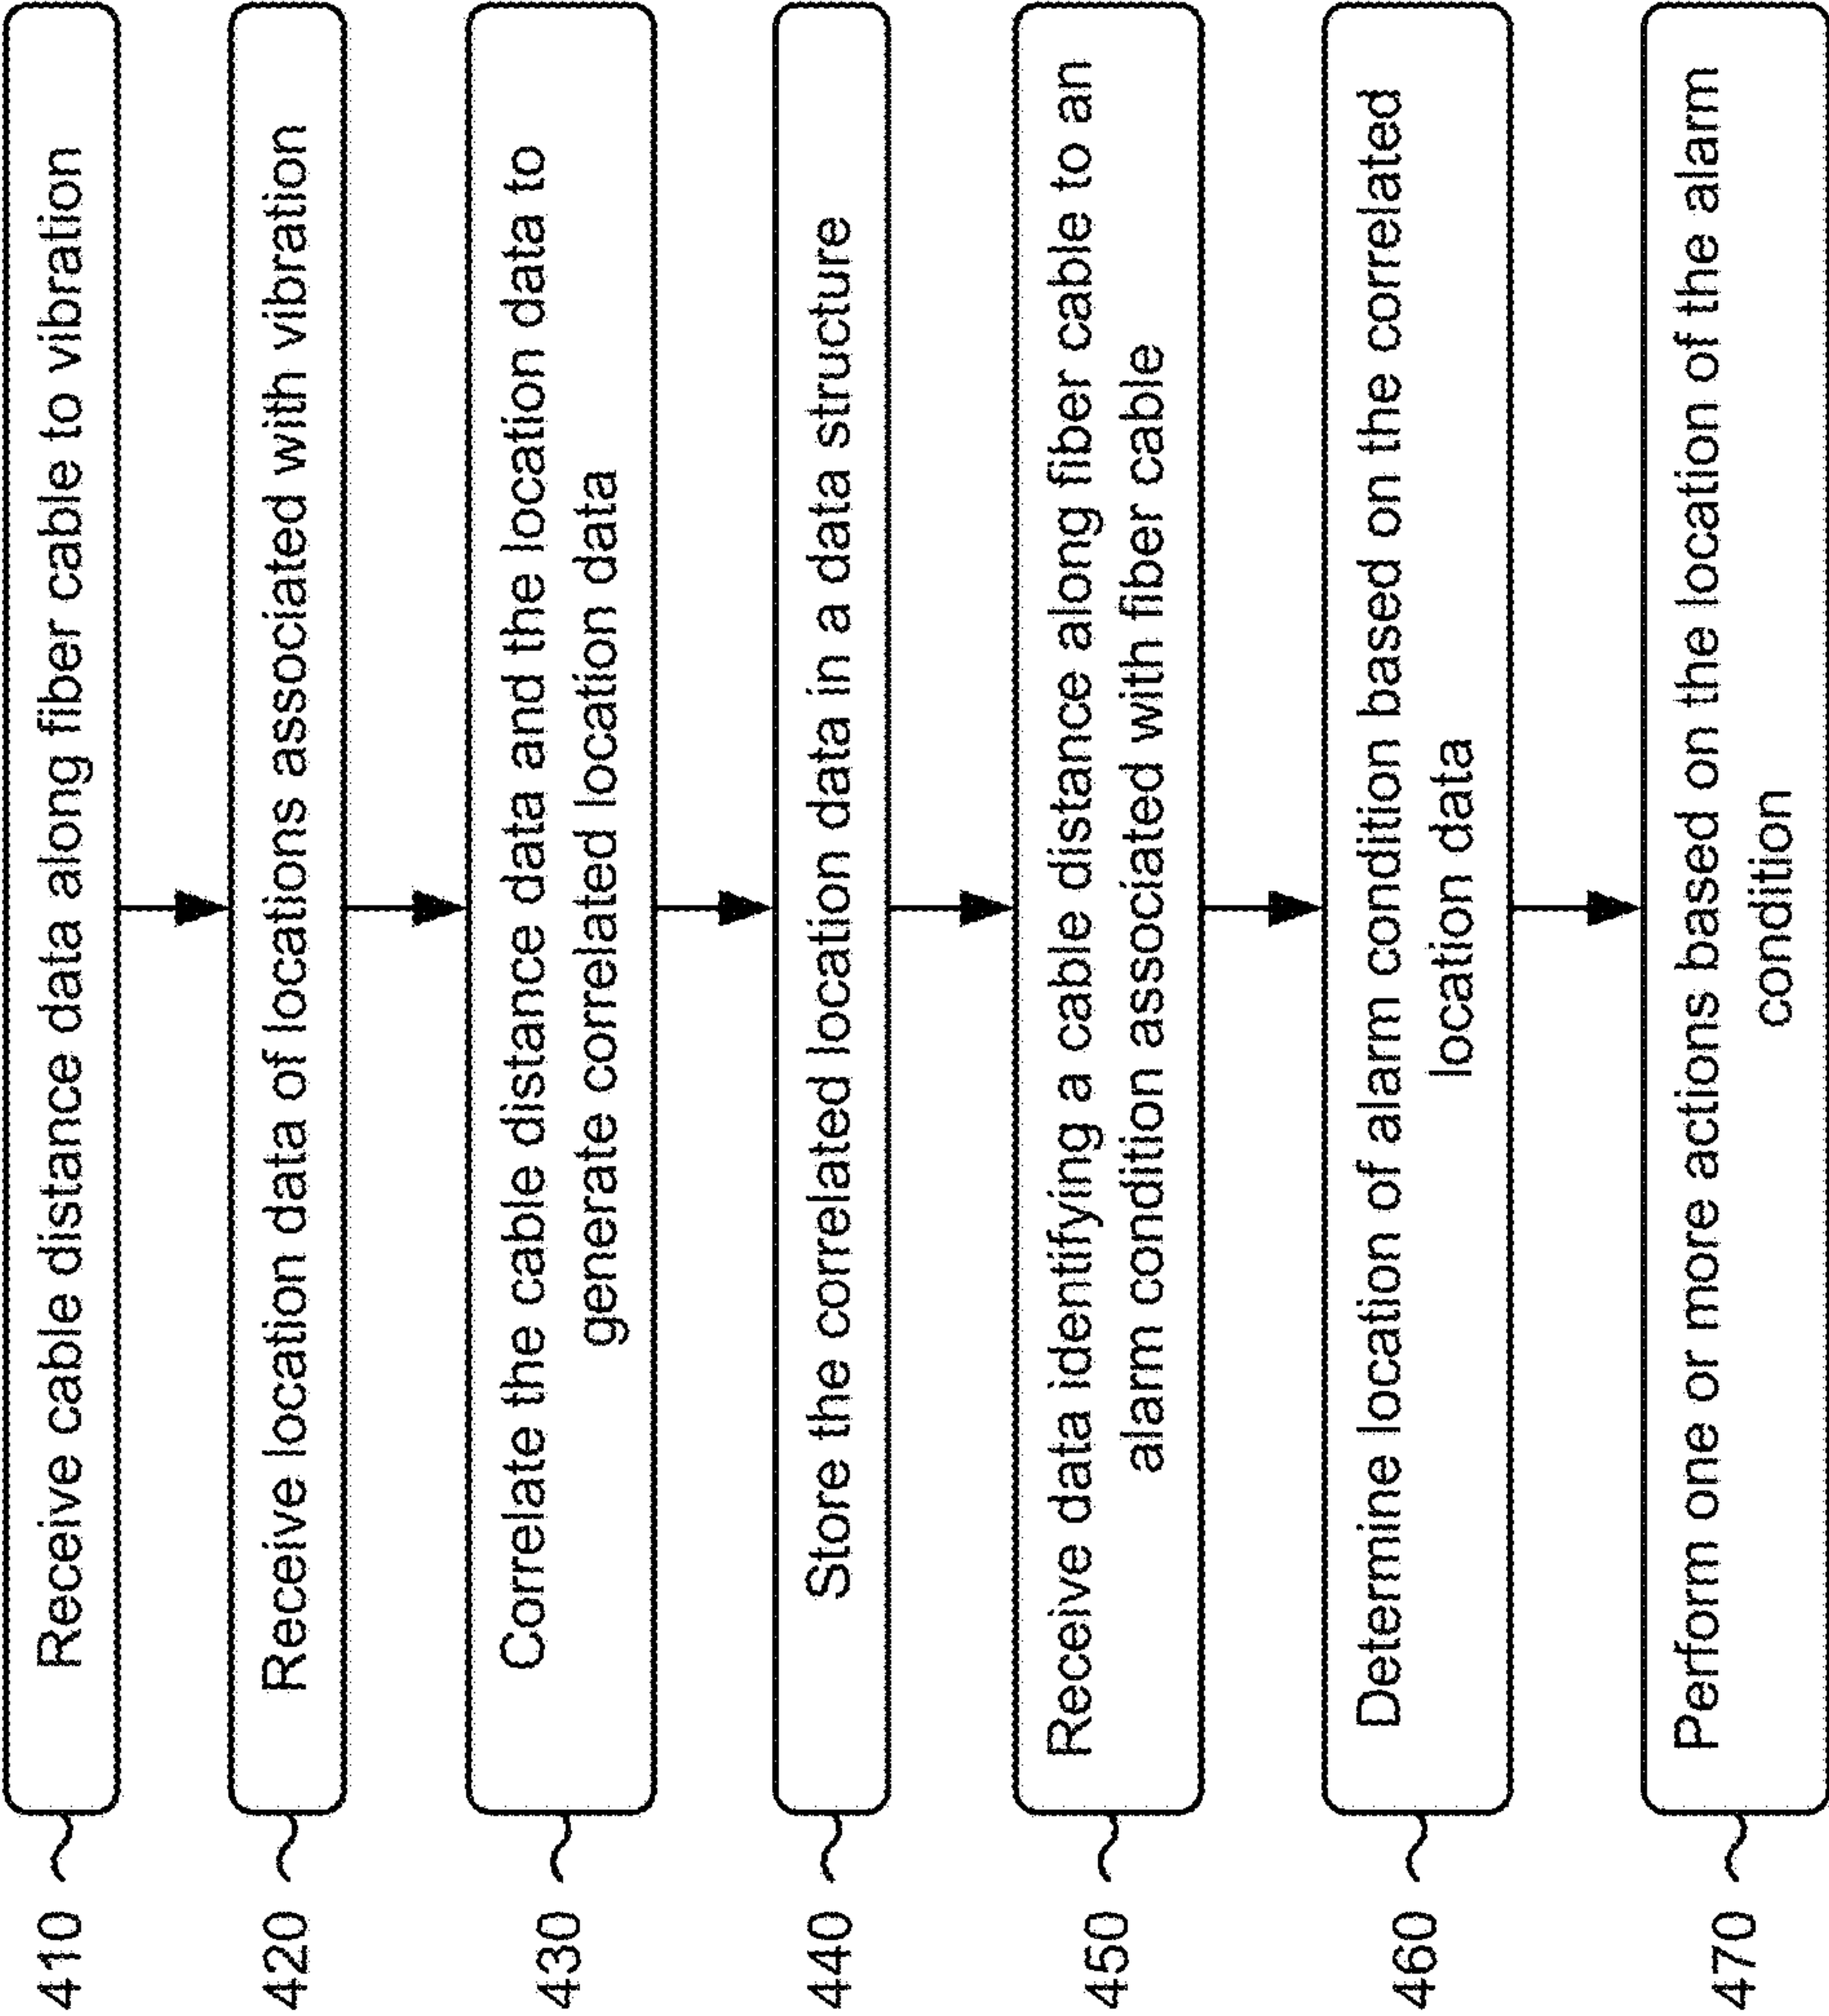 410
Receive cable distance data along fiber cable to vibration
420
Receive location data of locations associated with vibration
430
Correlate the cable distance data and the location data to
generate correlated location data
440
Store the correlated location data in a data structure
450
Receive data identifying a cable distance along fiber cable to an
alarm condition associated with fiber cable
460
Determine location of alarm condition based on the correlated
location data
470
Perform one or more actions based on the location of the alarm
condition